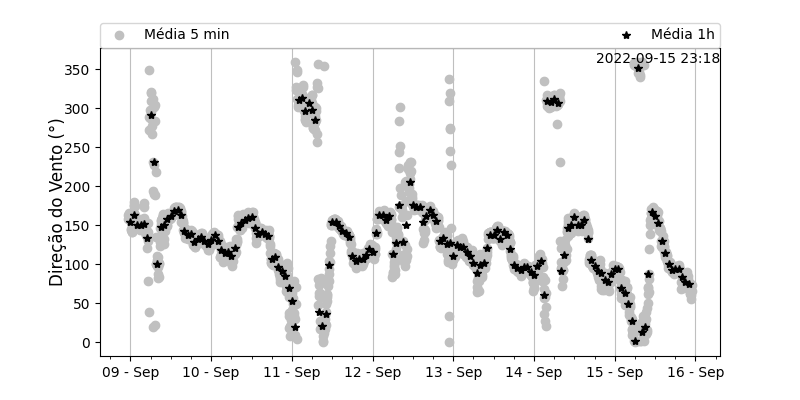 Média 5 min
Média 1h
2022-09-15 23:18
Direção do Vento (°)
350
300
250
200
150
100
50
0
09 - Sep
10 - Sep
11 - Sep
12 - Sep
13 - Sep
14 - Sep
15 - Sep
16 - Sep